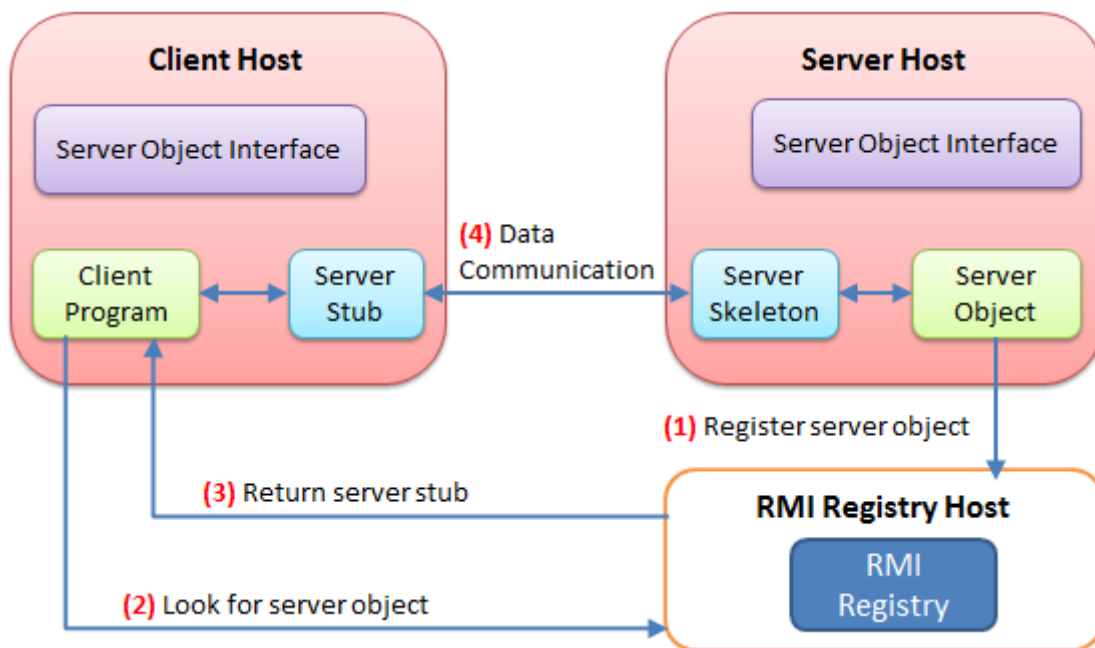 Client Host
Server Object Interface
Client
Program
Server
Stub
(4) Data
Communication
Server Host
Server Object Interface
Server
Skeleton
Server
Object
(1) Register server object
(3) Return server stub
(2) Look for server object
RMI Registry Host
RMI
Registry